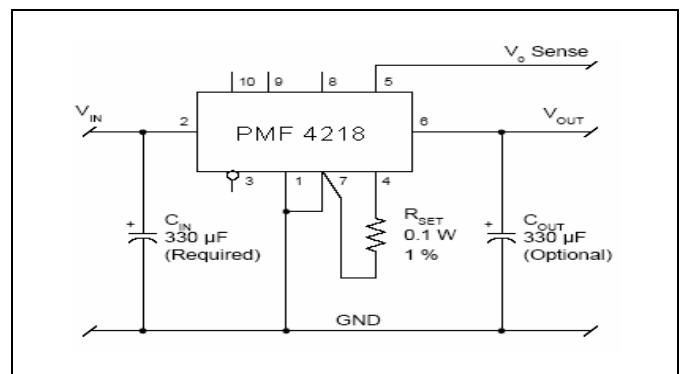 Vo Sense
10 9 8 5
VIN
2
PMF 4218
6
VOUT
3 1 7 4
+
CIN
330 µF
(Required)
RSET
0.1 W
1 %
+
COUT
330 µF
(Optional)
GND